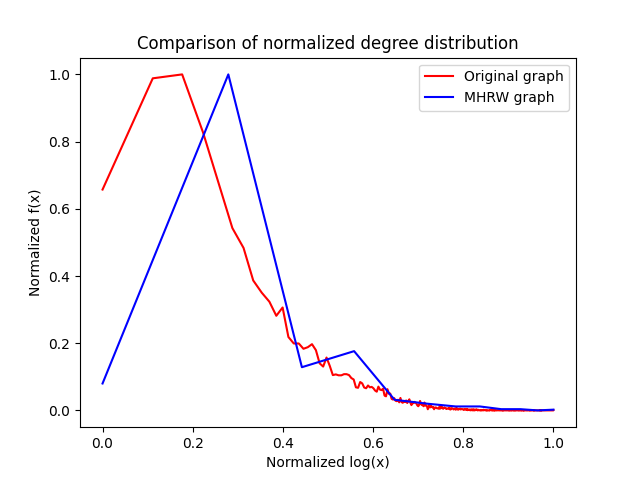 Comparison of normalized degree distribution
Original graph
MHRW graph
1.0
0.8
0.6
0.4
0.2
0.0
Normalized f(x)
0.0 0.2 0.4 0.6 0.8 1.0
Normalized log(x)